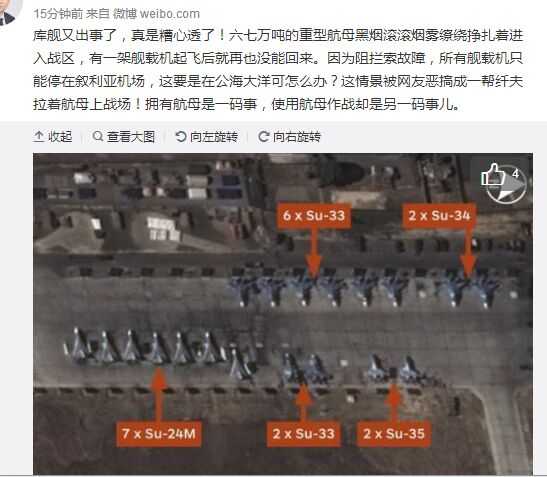 15分钟前 来自 微博 weibo.com
库舰又出事了，真是糟心透了！六七万吨的重型航母黑烟滚滚烟雾缭绕挣扎着进
入战区，有一架舰载机起飞后就再也没能回来。因为阻拦索故障，所有舰载机只
能停在叙利亚机场，这要是在公海大洋可怎么办？这情景被网友恶搞成一帮纤夫
拉着航母上战场！拥有航母是一码事，使用航母作战却是另一码事儿。
收起 查看大图 向左旋转 向右旋转
4
6 x Su-33 2 x Su-34
7 x Su-24M 2 x Su-33 2 x Su-35